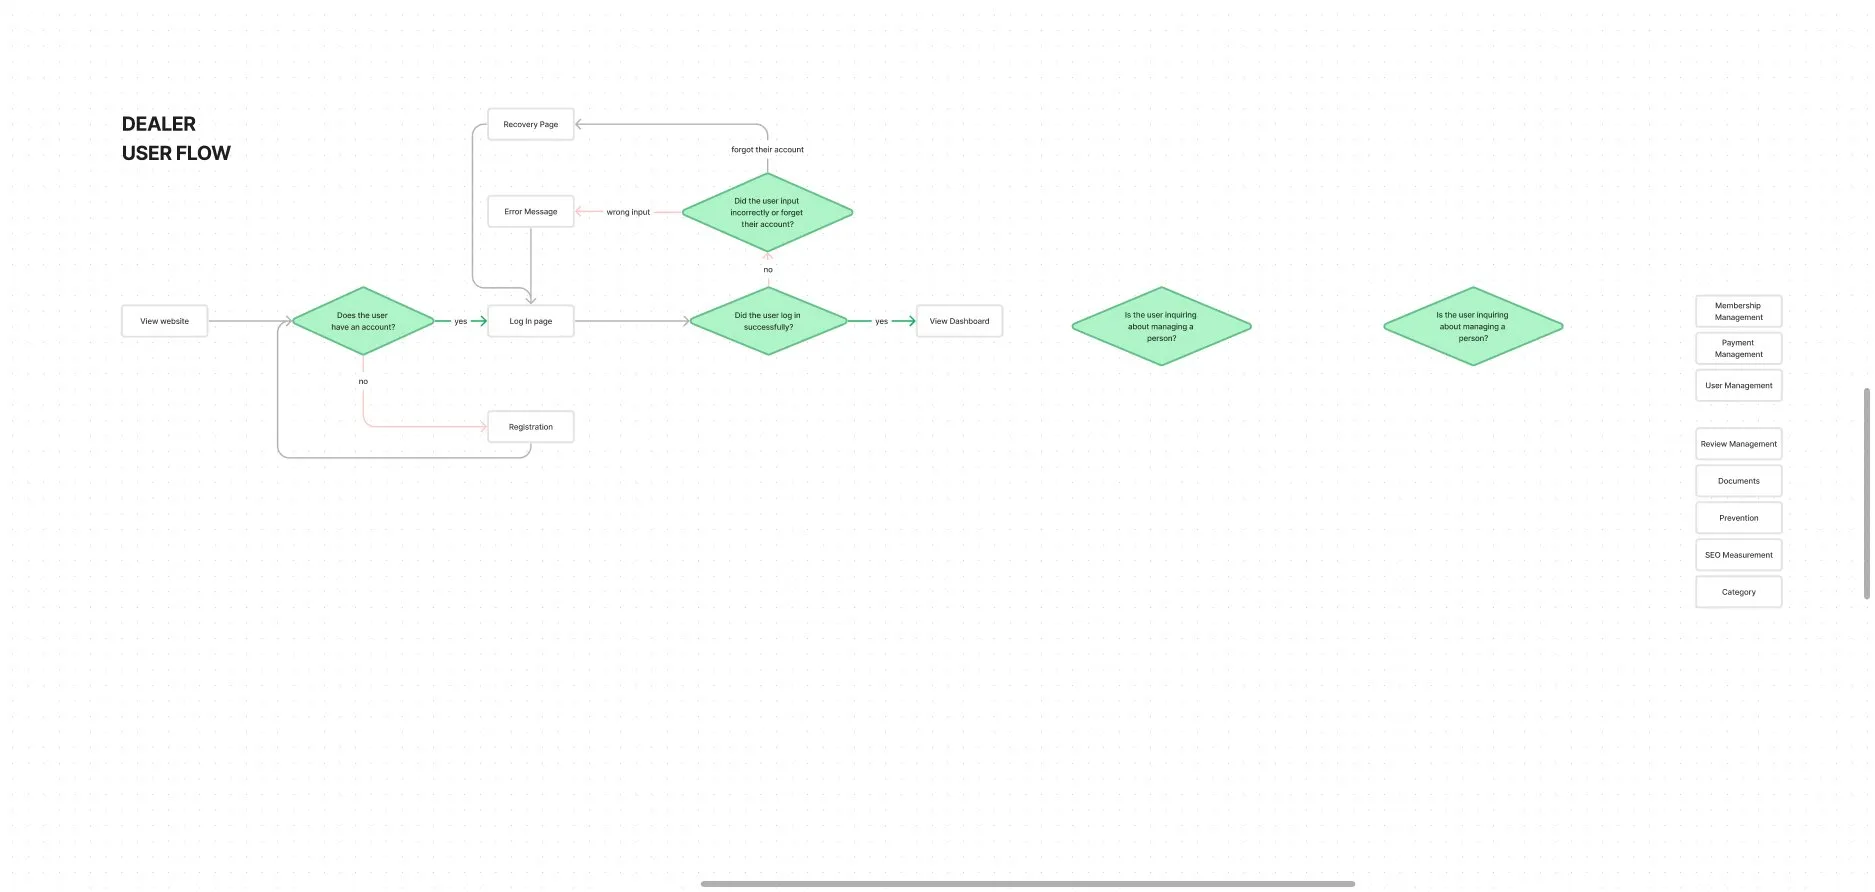 DEALER
USER FLOW
Recovery Page
forgot their account
Error Message
wrong input
Did the user input
incorrectly or forget
their account?
no
View website
Does the user
have an account?
yes
Log In page
Did the user log in
successfully?
yes
View Dashboard
Is the user inquiring
about managing a
person?
Is the user inquiring
about managing a
person?
no
Registration
Membership
Management
Payment
Management
User Management
Review Management
Documents
Prevention
SEO Measurement
Category